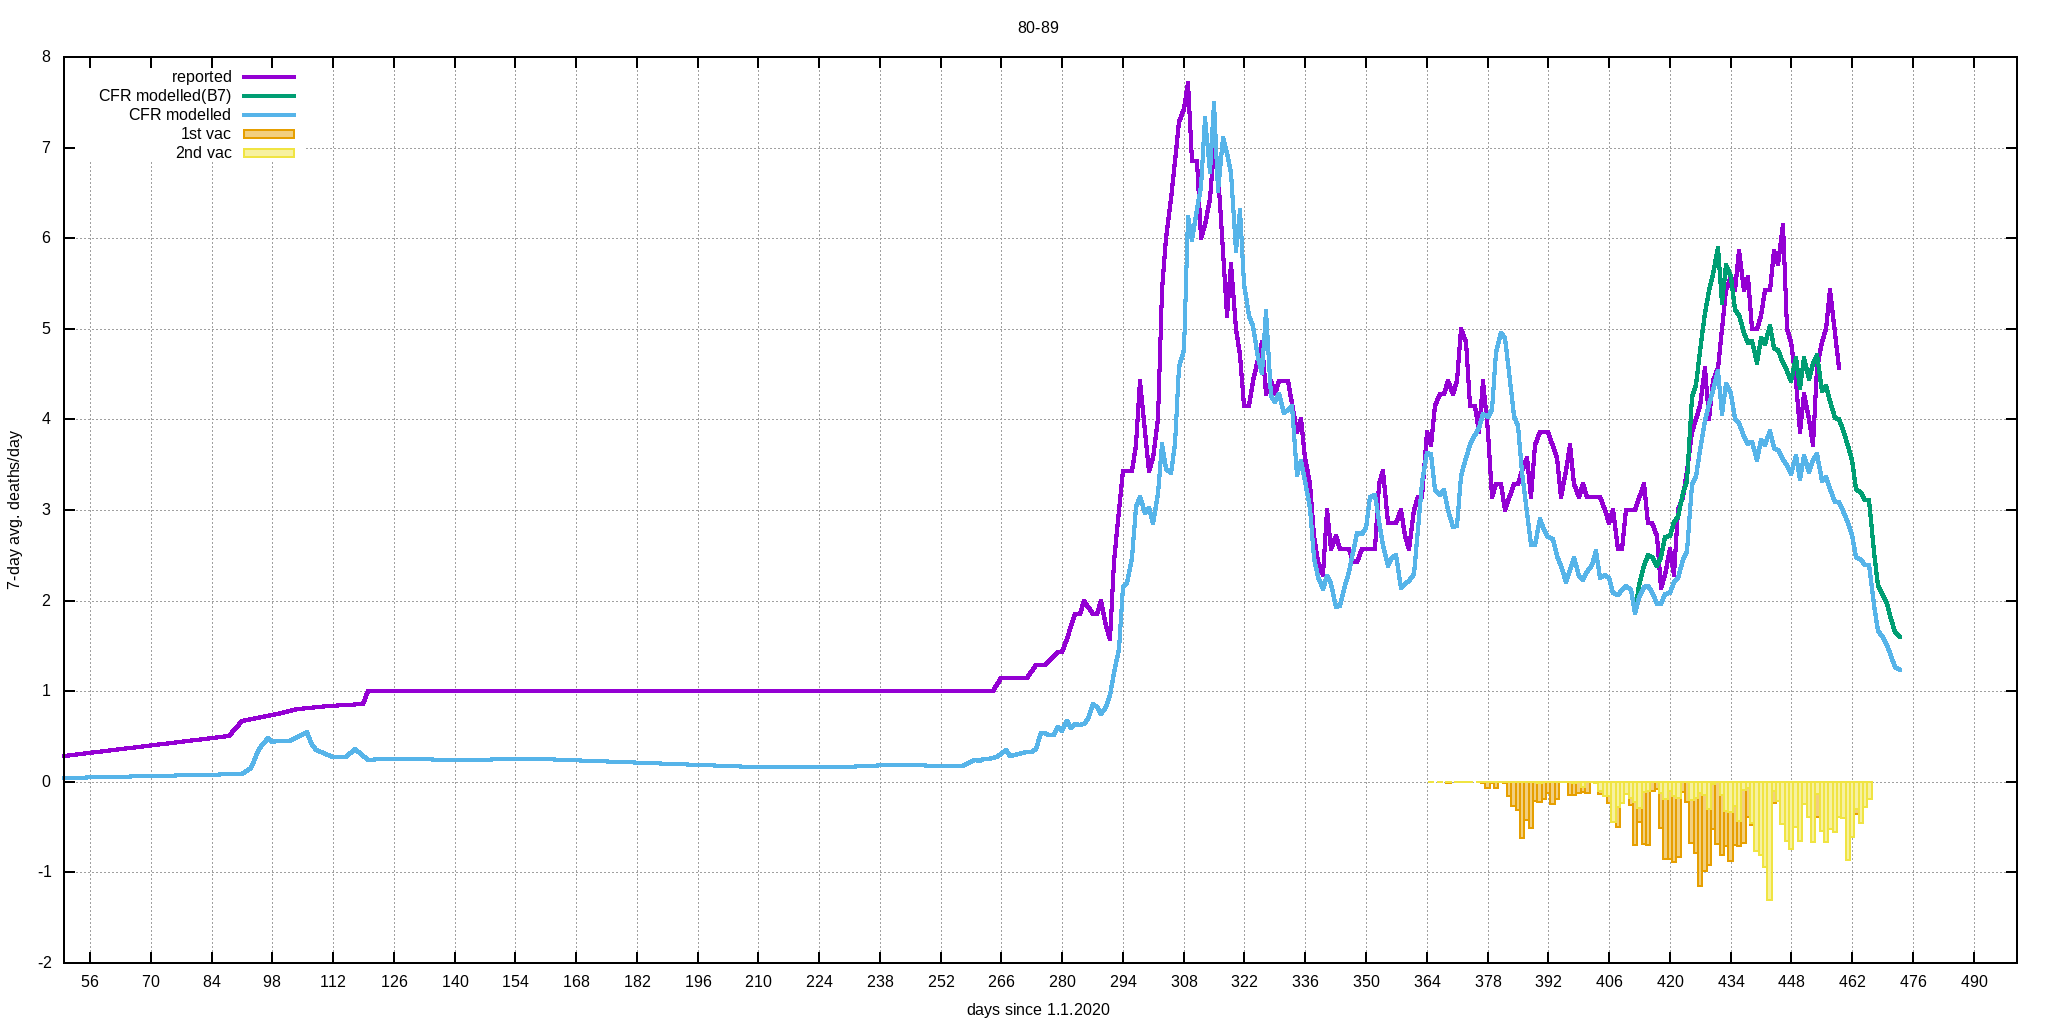 80-89
reported
CFR modelled(B7)
CFR modelled
1st vac
2nd vac
8
7
6
5
4
3
2
1
0
-1
-2
7-day avg. deaths/day
56 70 84 98 112 126 140 154 168 182 196 210 224 238 252 266 280 294 308 322 336 350 364 378 392 406 420 434 448 462 476 490
days since 1.1.2020